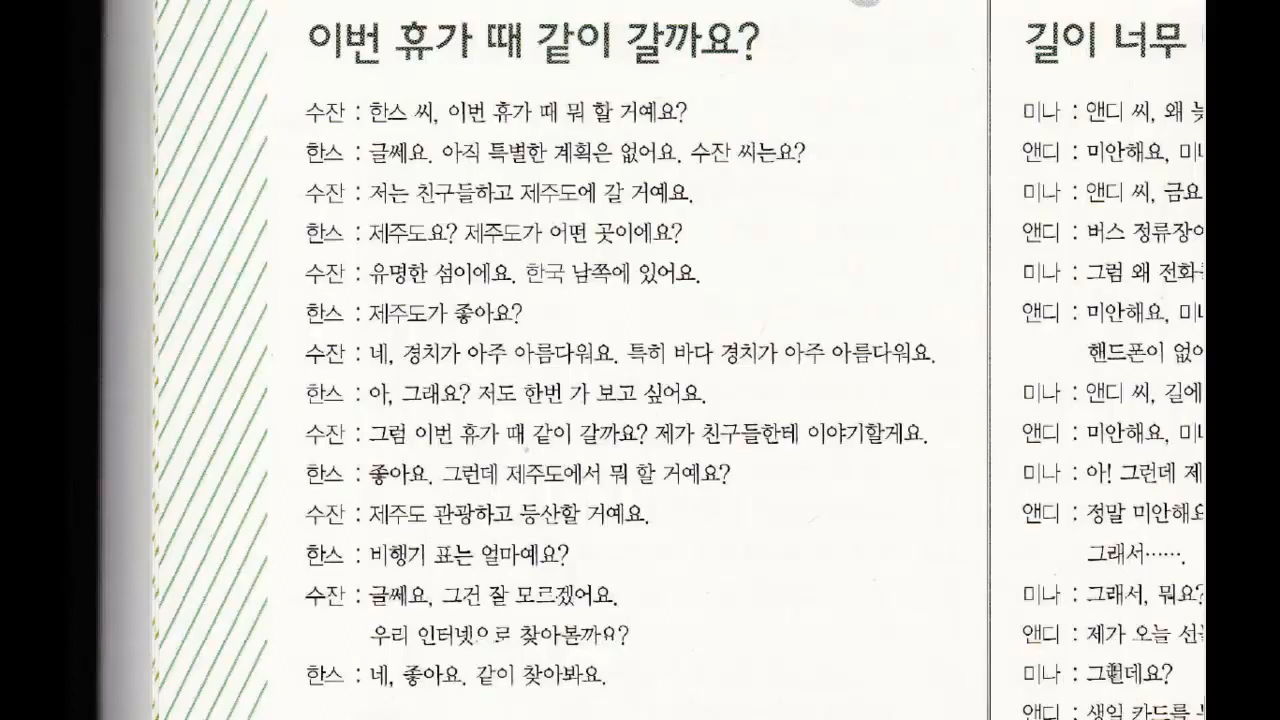 이번 휴가 때 같이 갈까요?
수잔 : 한스 씨, 이번 휴가 때 뭐 할 거예요?
한스 : 글쎄요. 아직 특별한 계획은 없어요. 수잔 씨는요?
수잔 : 저는 친구들하고 제주도에 갈 거예요.
한스 : 제주도요? 제주도가 어떤 곳이에요?
수잔 : 유명한 섬이에요. 한국 남쪽에 있어요.
한스 : 제주도가 좋아요?
수잔 : 네, 경치가 아주 아름다워요. 특히 바다 경치가 아주 아름다워요.
한스 : 아, 그래요? 저도 한번 가 보고 싶어요.
수잔 : 그럼 이번 휴가 때 같이 갈까요? 제가 친구들한테 이야기할게요.
한스 : 좋아요. 그런데 제주도에서 뭐 할 거예요?
수잔 : 제주도 관광하고 등산할 거예요.
한스 : 비행기 표는 얼마예요?
수잔 : 글쎄요, 그건 잘 모르겠어요.
우리 인터넷으로 찾아볼까요?
한스 : 네, 좋아요. 같이 찾아봐요.
길이 너무
미나 : 앤디 씨, 왜
앤디 : 미안해요,
미나 : 앤디 씨,
앤디 : 버스
미나 : 그럼 왜
앤디 : 미안해요,
핸드폰이
미나 : 앤디 씨, 길에
앤디 : 미안해요,
미나 : 아! 그런데
앤디 : 정말
그래서······.
미나 : 그래서, 뭐요?
앤디 : 제가 오늘
미나 : 그런데요?
앤디 : 생일 카드를